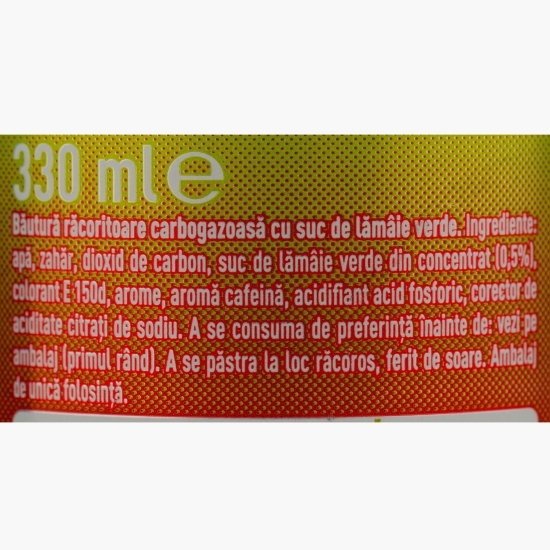 330 ml e
Băutură răcoritoare carbogazoasă cu suc de lămâie verde. Ingrediente:
apă, zahăr, dioxid de carbon, suc de lămâie verde din concentrat (0,5%),
colorant E 150d, arome, aromă cafeină, acidifiant acid fosforic, corector de
aciditate citrați de sodiu. A se consuma de preferință înainte de: vezi pe
ambalaj (primul rând). A se păstra la loc răcoros, ferit de soare. Ambalaj
de unică folosință.